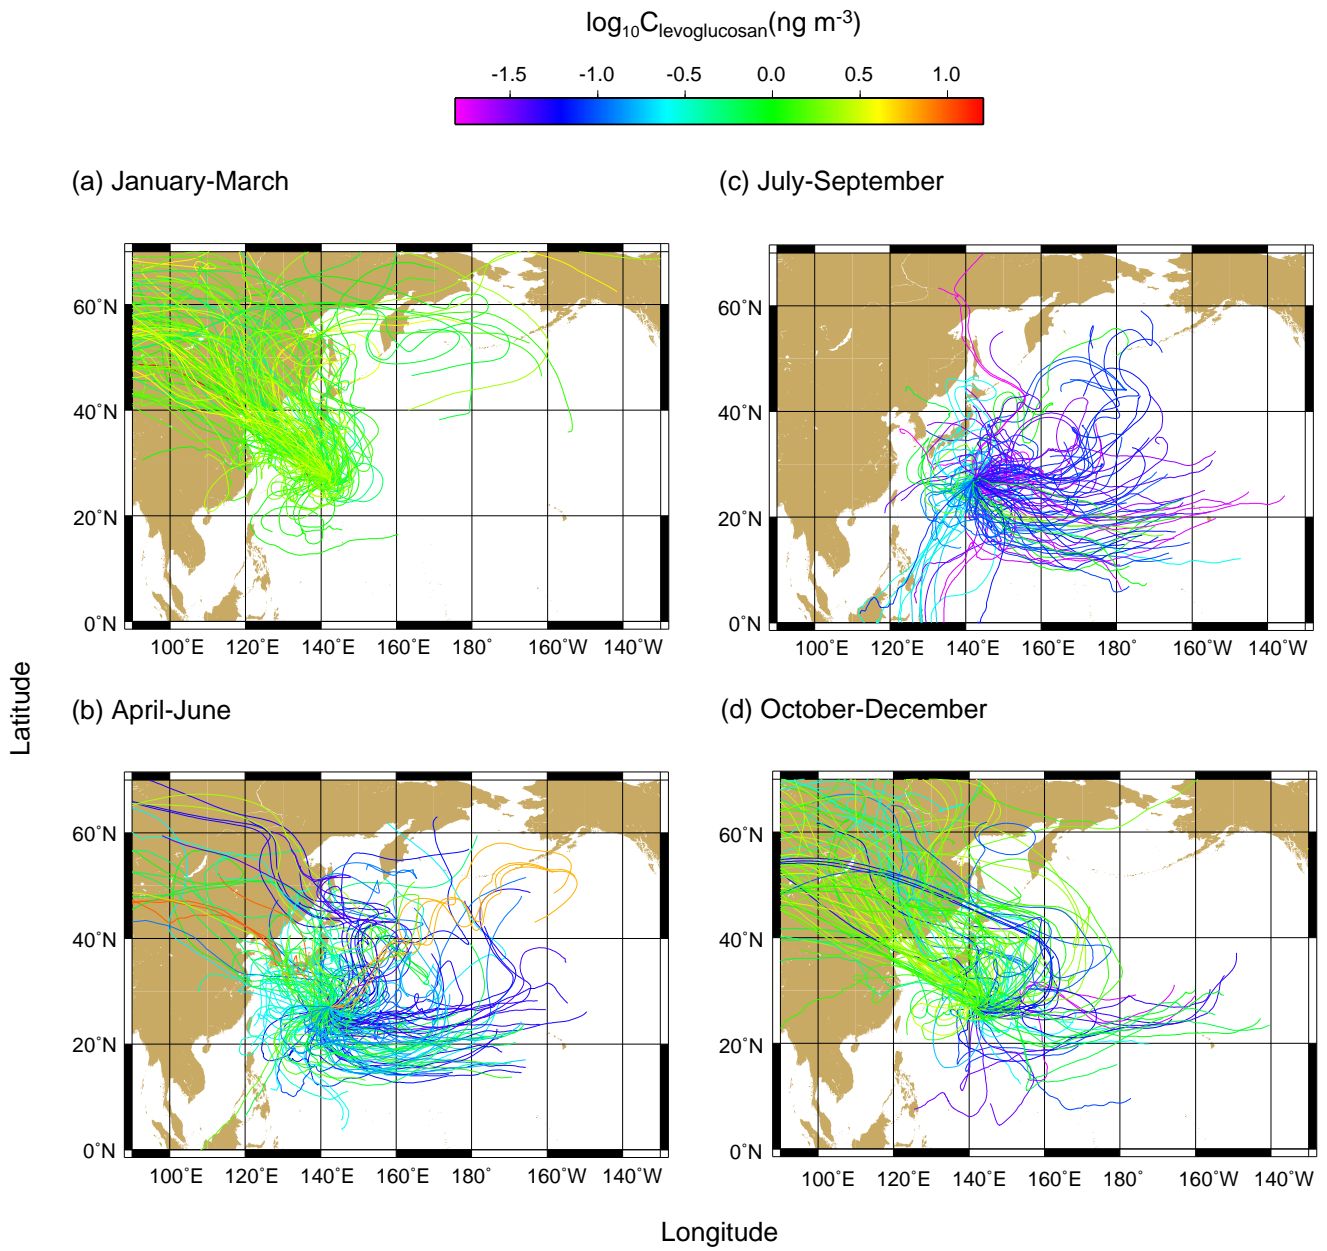 log₁₀C_levoglucosan(ng m⁻³)
-1.5 -1.0 -0.5 0.0 0.5 1.0
(a) January-March
60˚N
40˚N
20˚N
0˚N
100˚E 120˚E 140˚E 160˚E 180˚ 160˚W 140˚W
(c) July-September
60˚N
40˚N
20˚N
0˚N
100˚E 120˚E 140˚E 160˚E 180˚ 160˚W 140˚W
Latitude
(b) April-June
60˚N
40˚N
20˚N
0˚N
100˚E 120˚E 140˚E 160˚E 180˚ 160˚W 140˚W
(d) October-December
60˚N
40˚N
20˚N
0˚N
100˚E 120˚E 140˚E 160˚E 180˚ 160˚W 140˚W
Longitude